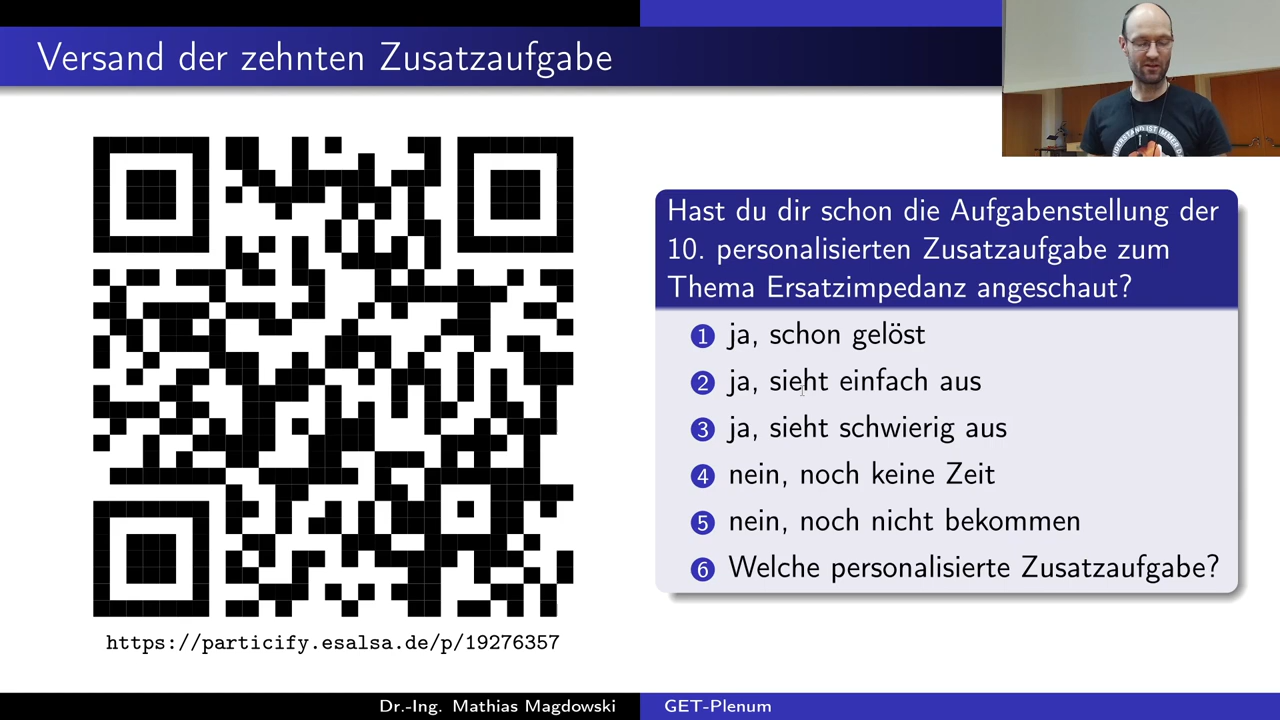 Versand der zehnten Zusatzaufgabe
https://particify.esalsa.de/p/19276357
Hast du dir schon die Aufgabenstellung der
10. personalisierten Zusatzaufgabe zum
Thema Ersatzimpedanz angeschaut?
1 ja, schon gelöst
2 ja, sieht einfach aus
3 ja, sieht schwierig aus
4 nein, noch keine Zeit
5 nein, noch nicht bekommen
6 Welche personalisierte Zusatzaufgabe?
Dr.-Ing. Mathias Magdowski
GET-Plenum